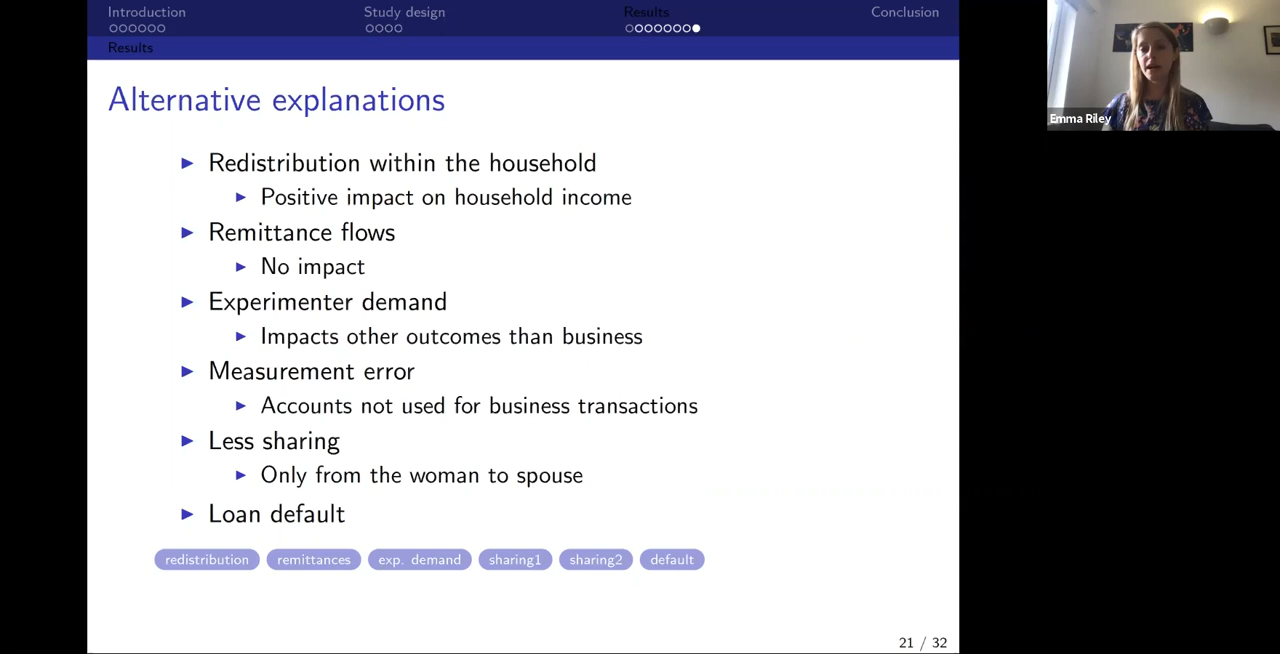 Introduction
Study design
Results
Conclusion
Results
Alternative explanations
Redistribution within the household
Positive impact on household income
Remittance flows
No impact
Experimenter demand
Impacts other outcomes than business
Measurement error
Accounts not used for business transactions
Less sharing
Only from the woman to spouse
Loan default
redistribution remittances exp. demand sharing1 sharing2 default
21 / 32
Emma Riley